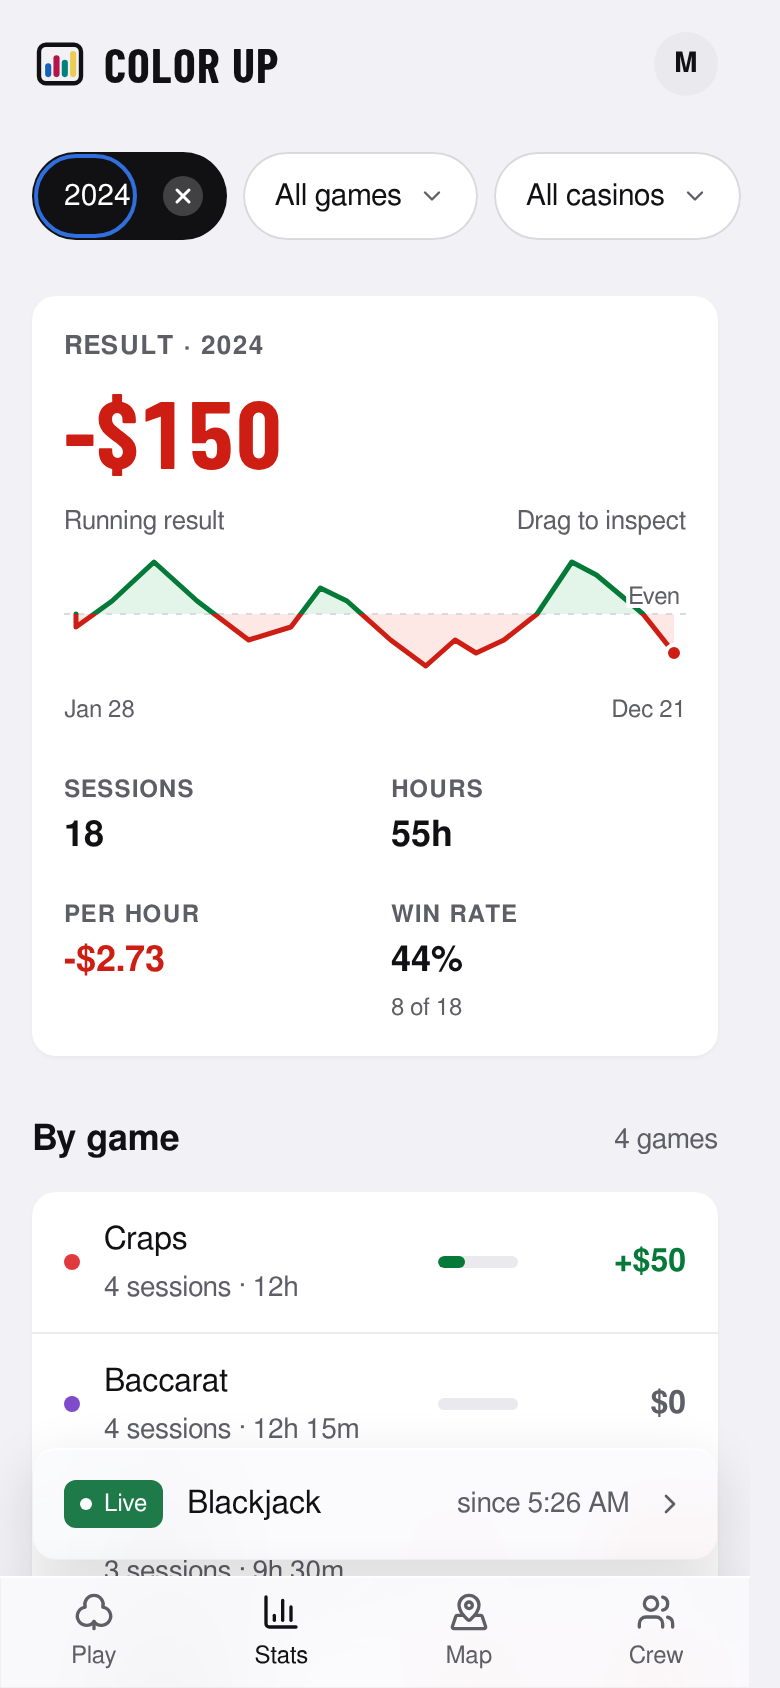 COLOR UP
M
2024
All games
All casinos
RESULT · 2024
-$150
Running result
Drag to inspect
Even
Jan 28
Dec 21
SESSIONS
HOURS
18
55h
PER HOUR
WIN RATE
-$2.73
44%
8 of 18
By game
4 games
Craps
4 sessions · 12h
+$50
Baccarat
4 sessions · 12h 15m
$0
Live
Blackjack
since 5:26 AM
3 sessions · 9h 30m
Play
Stats
Map
Crew